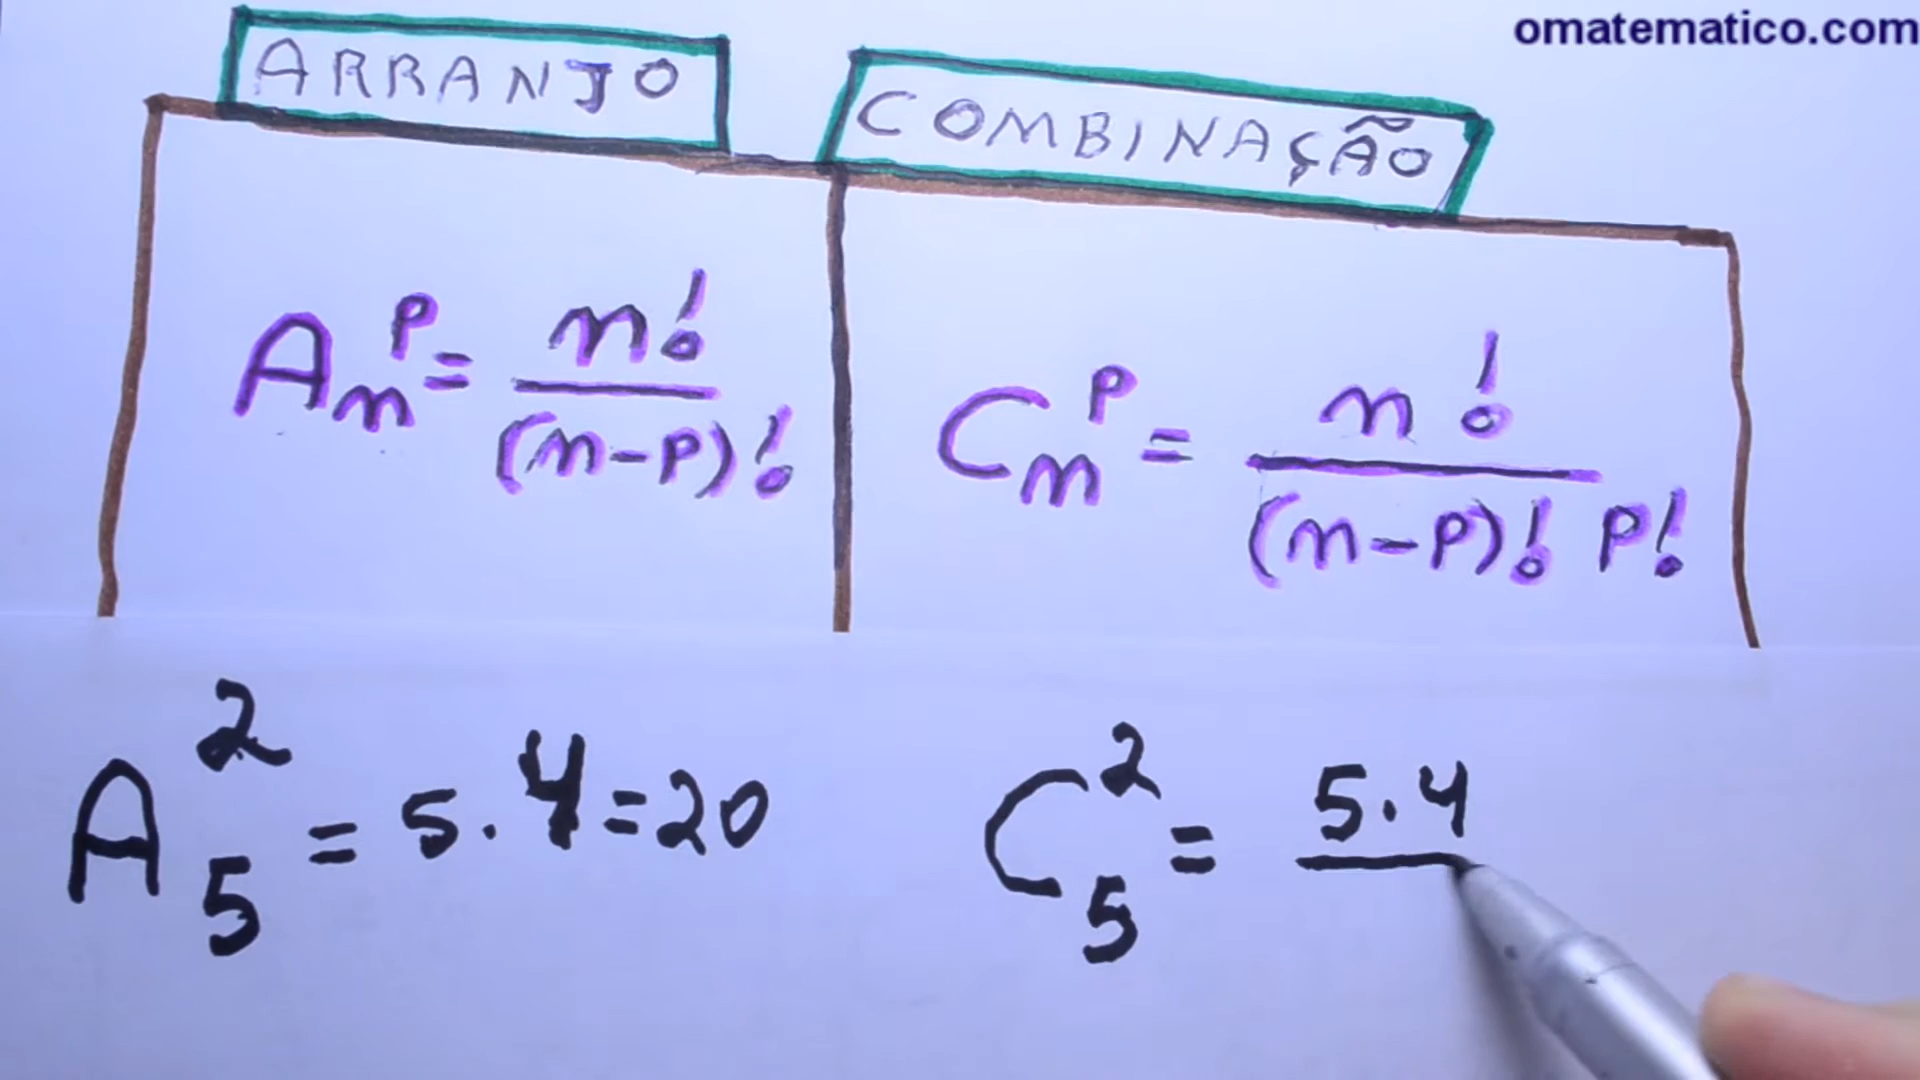 omatematico.com
ARRANJO
COMBINAÇÃO
A_m^p = m! / (m-p)!
C_m^p = m! / (m-p)! p!
A_5^2 = 5.4=20
C_5^2 = 5.4